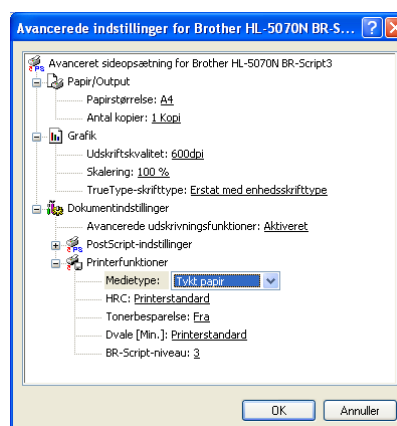 Avancerede indstillinger for Brother HL-5070N BR-S...
Avanceret sideopsætning for Brother HL-5070N BR-Script3
Papir/Output
Papirstørrelse: A4
Antal kopier: 1 Kopi
Grafik
Udskriftskvalitet: 600dpi
Skalering: 100 %
TrueType-skrifttype: Erstat med enhedsskrifttype
Dokumentindstillinger
Avancerede udskrivningsfunktioner: Aktiveret
PostScript-indstillinger
Printerfunktioner
Medietype: Tykt papir
HRC: Printerstandard
Tonerbesparelse: Fra
Dvale [Min.]: Printerstandard
BR-Script-niveau: 3
OK Annuller